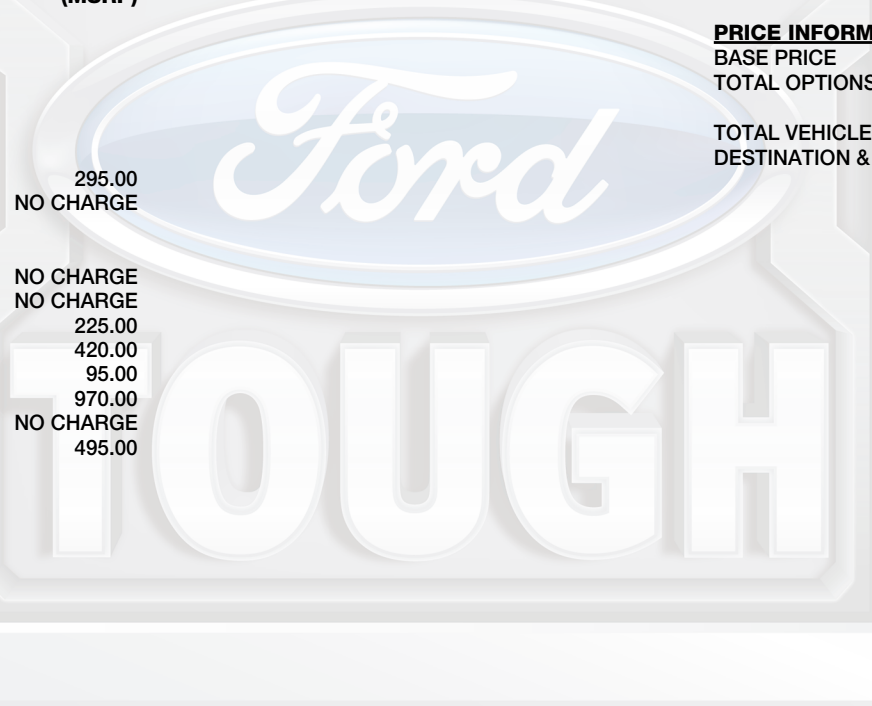 (MSRP)
295.00
NO CHARGE
NO CHARGE
NO CHARGE
225.00
420.00
95.00
970.00
NO CHARGE
495.00
PRICE INFORM
BASE PRICE
TOTAL OPTIONS
TOTAL VEHICLE
DESTINATION &
Ford
TOUGH